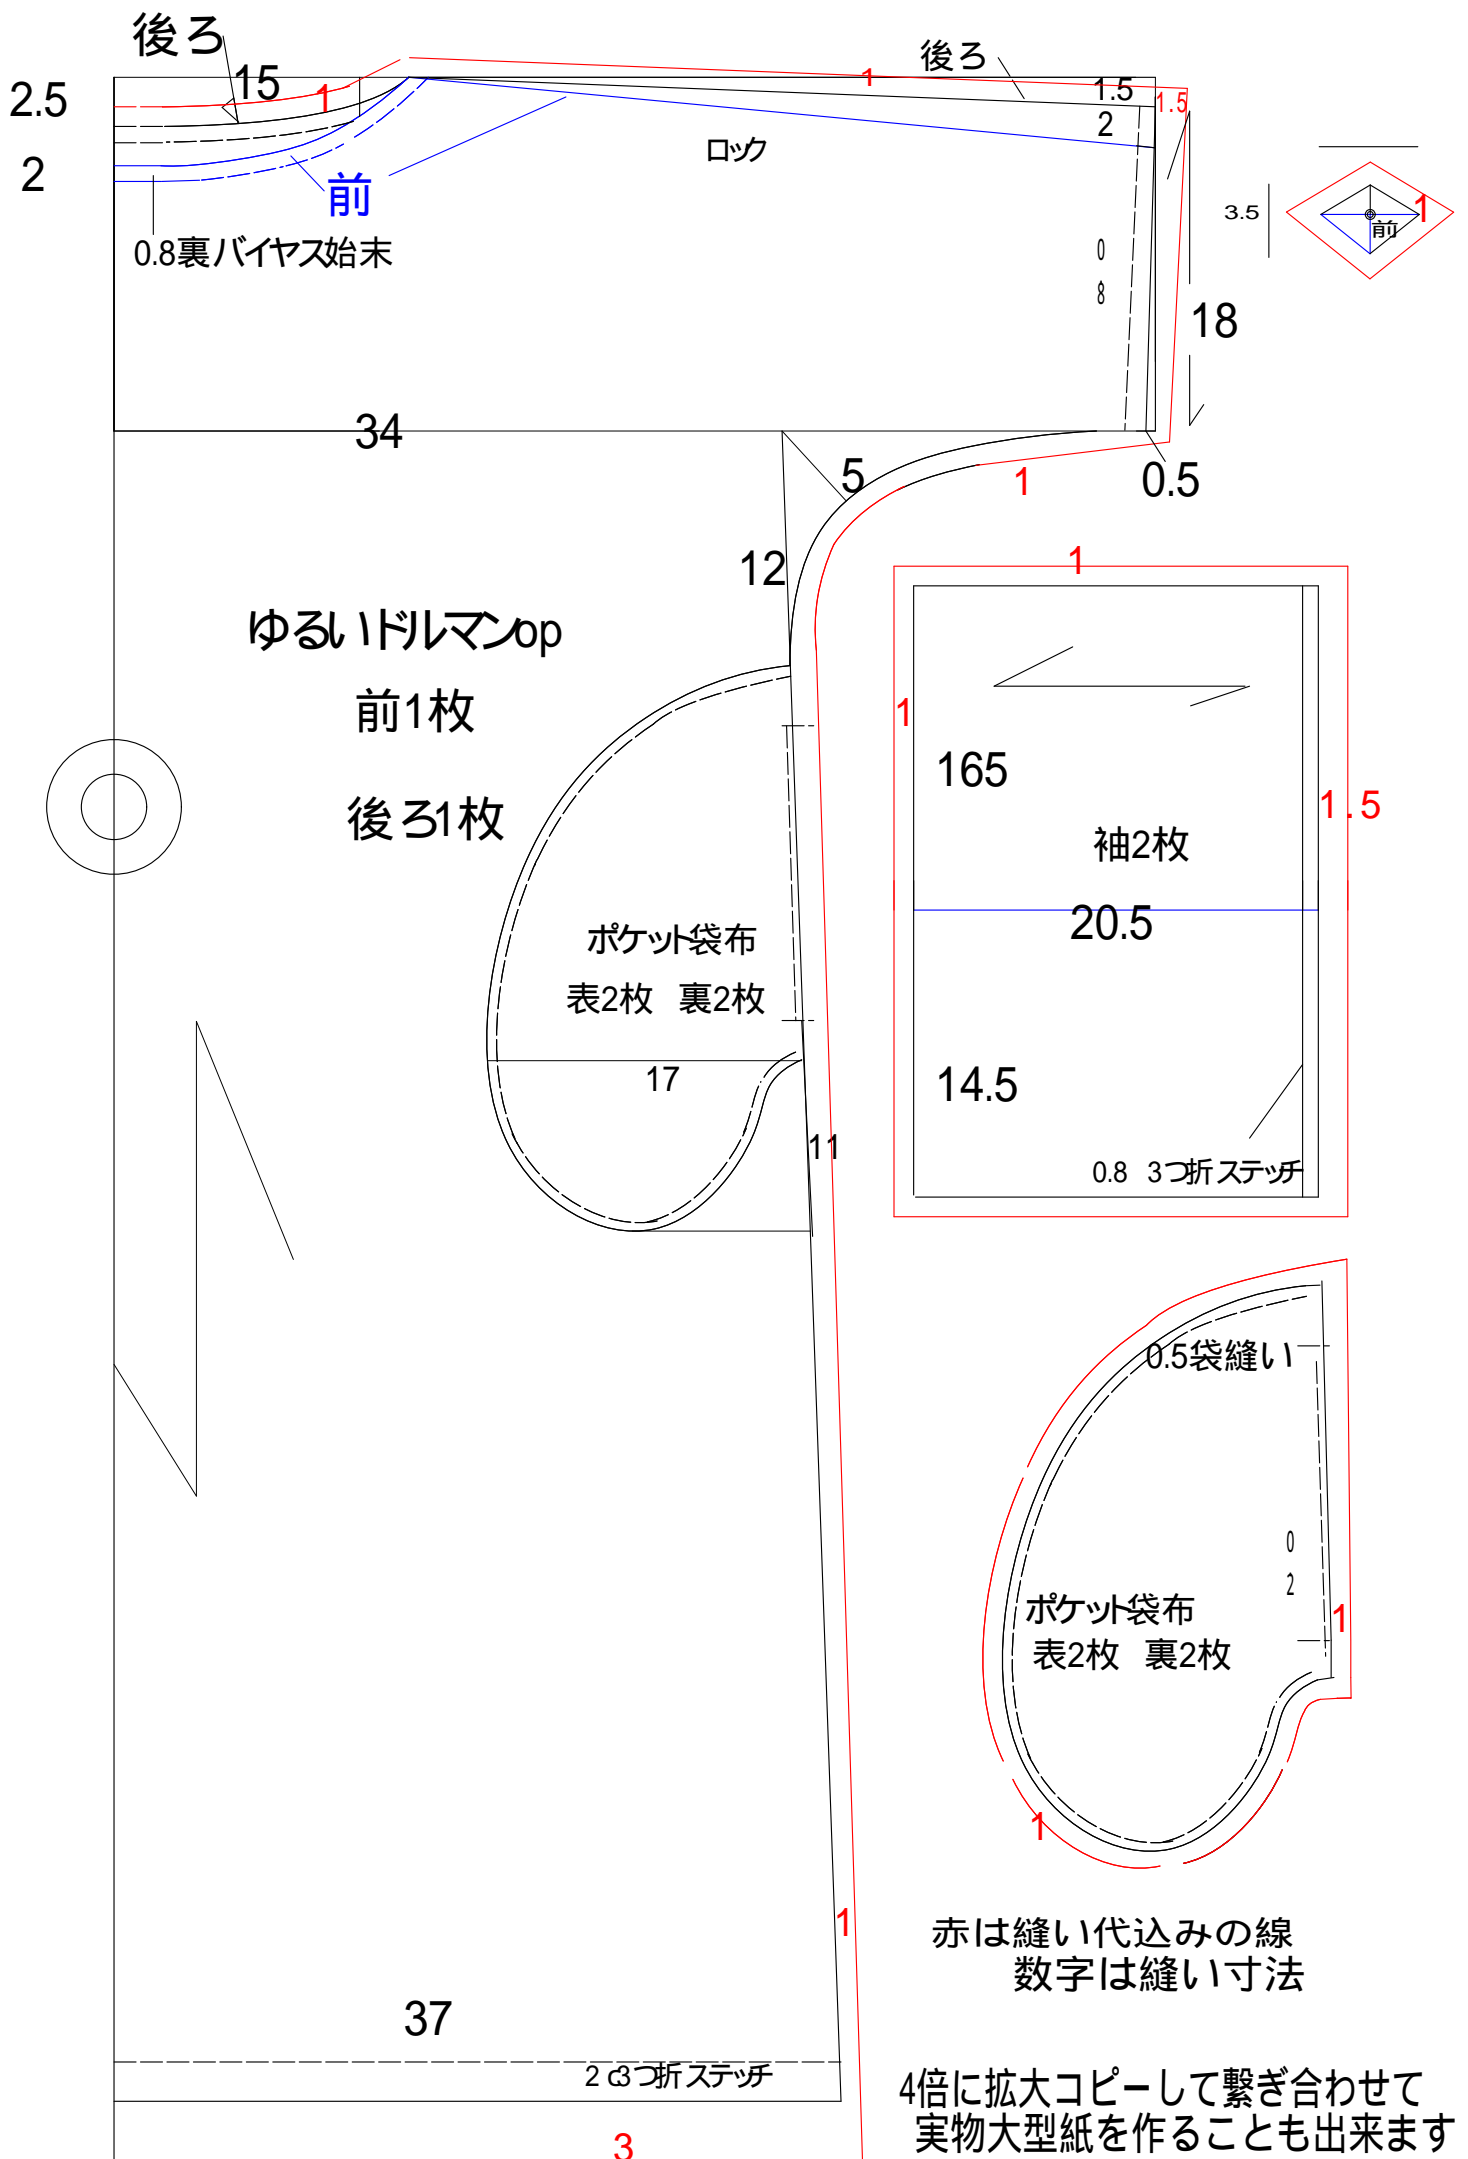 後ろ
15
2.5
1
2
前
0.8裏バイヤス始末
後ろ
1
1.5
1.5
2
ロック
0
8
18
3.5
前
1
34
5
0.5
1
12
ゆるいドルマンop
前1枚
後ろ1枚
1
1
165
1.5
袖2枚
20.5
14.5
0.8 3つ折ステッチ
ポケット袋布
表2枚 裏2枚
17
11
0.5袋縫い
0
2
ポケット袋布
表2枚 裏2枚
1
1
1
赤は縫い代込みの線
数字は縫い寸法
37
2c3つ折ステッチ
3
4倍に拡大コピーして繋ぎ合わせて
実物大型紙を作ることも出来ます